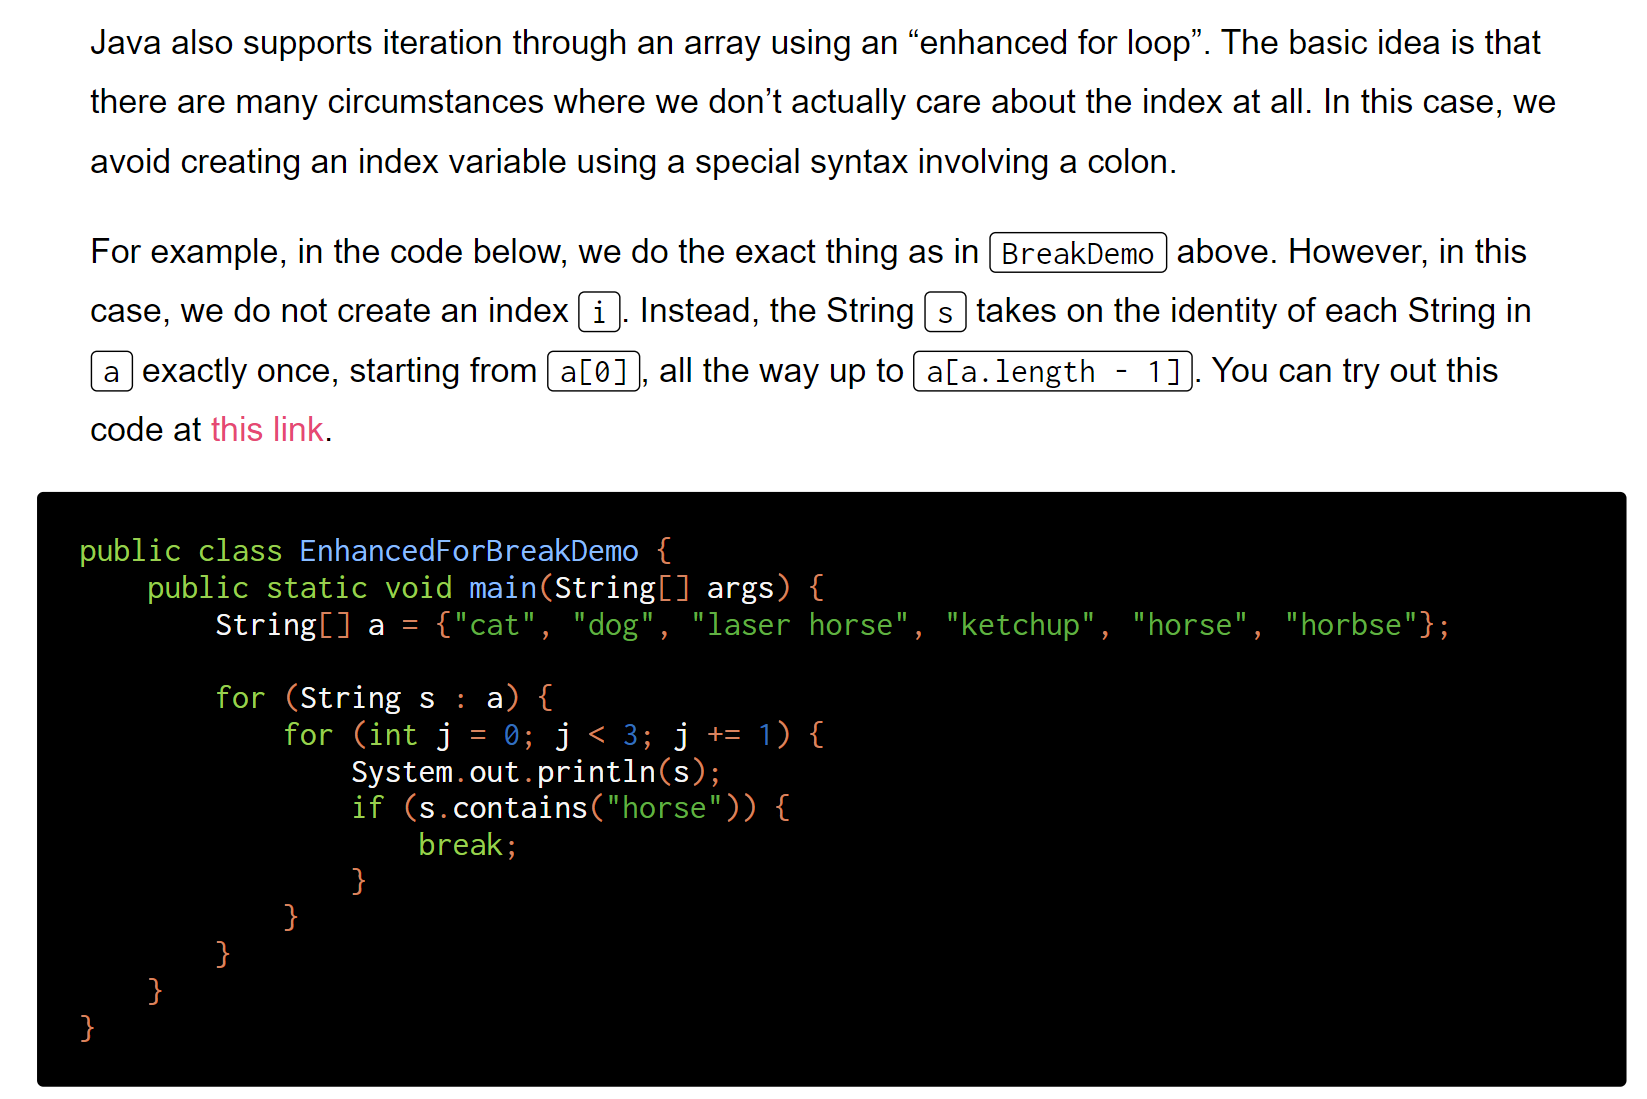 Java also supports iteration through an array using an “enhanced for loop”. The basic idea is that
there are many circumstances where we don’t actually care about the index at all. In this case, we
avoid creating an index variable using a special syntax involving a colon.
For example, in the code below, we do the exact thing as in BreakDemo above. However, in this
case, we do not create an index i. Instead, the String s takes on the identity of each String in
a exactly once, starting from a[0], all the way up to a[a.length - 1]. You can try out this
code at this link.
public class EnhancedForBreakDemo {
    public static void main(String[] args) {
        String[] a = {"cat", "dog", "laser horse", "ketchup", "horse", "horbse"};
        for (String s : a) {
            for (int j = 0; j < 3; j += 1) {
                System.out.println(s);
                if (s.contains("horse")) {
                    break;
                }
            }
        }
    }
}